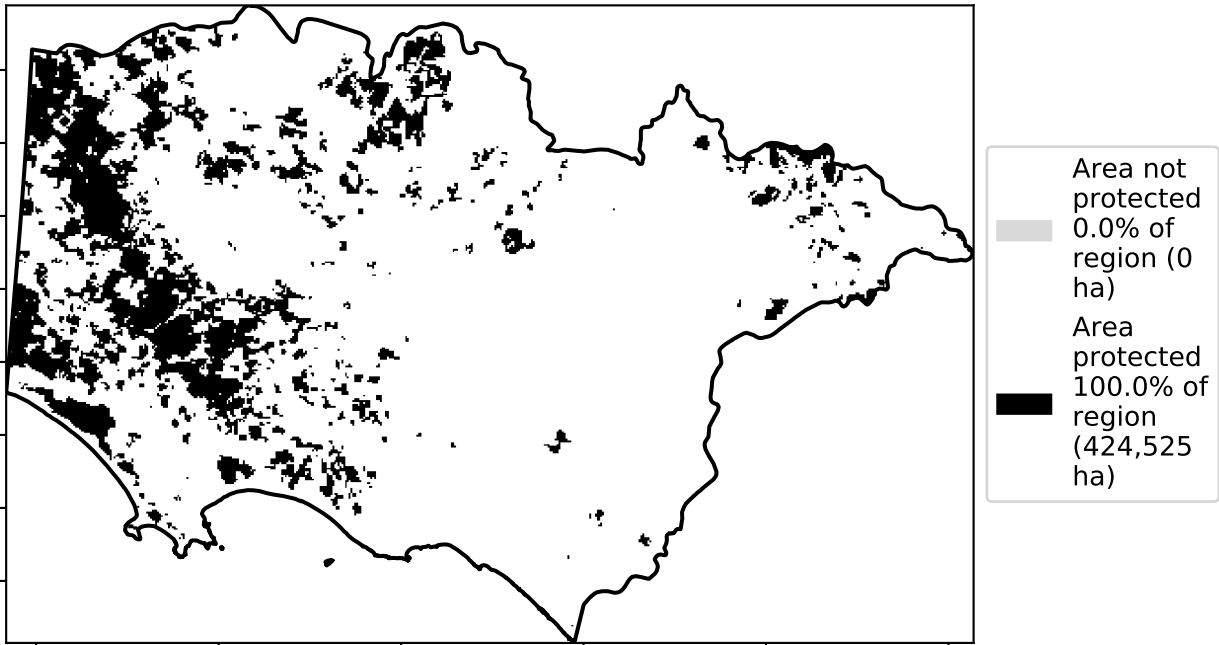 Area not
protected
0.0% of
region (0
ha)
Area
protected
100.0% of
region
(424,525
ha)